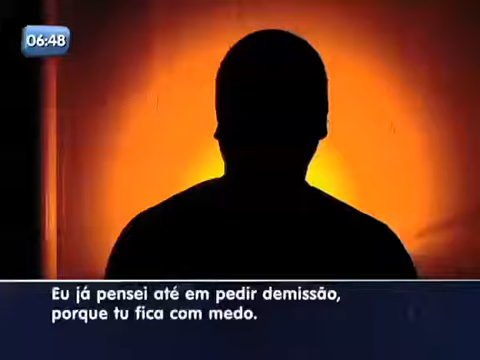 06:48
Eu já pensei até em pedir demissão,
porque tu fica com medo.